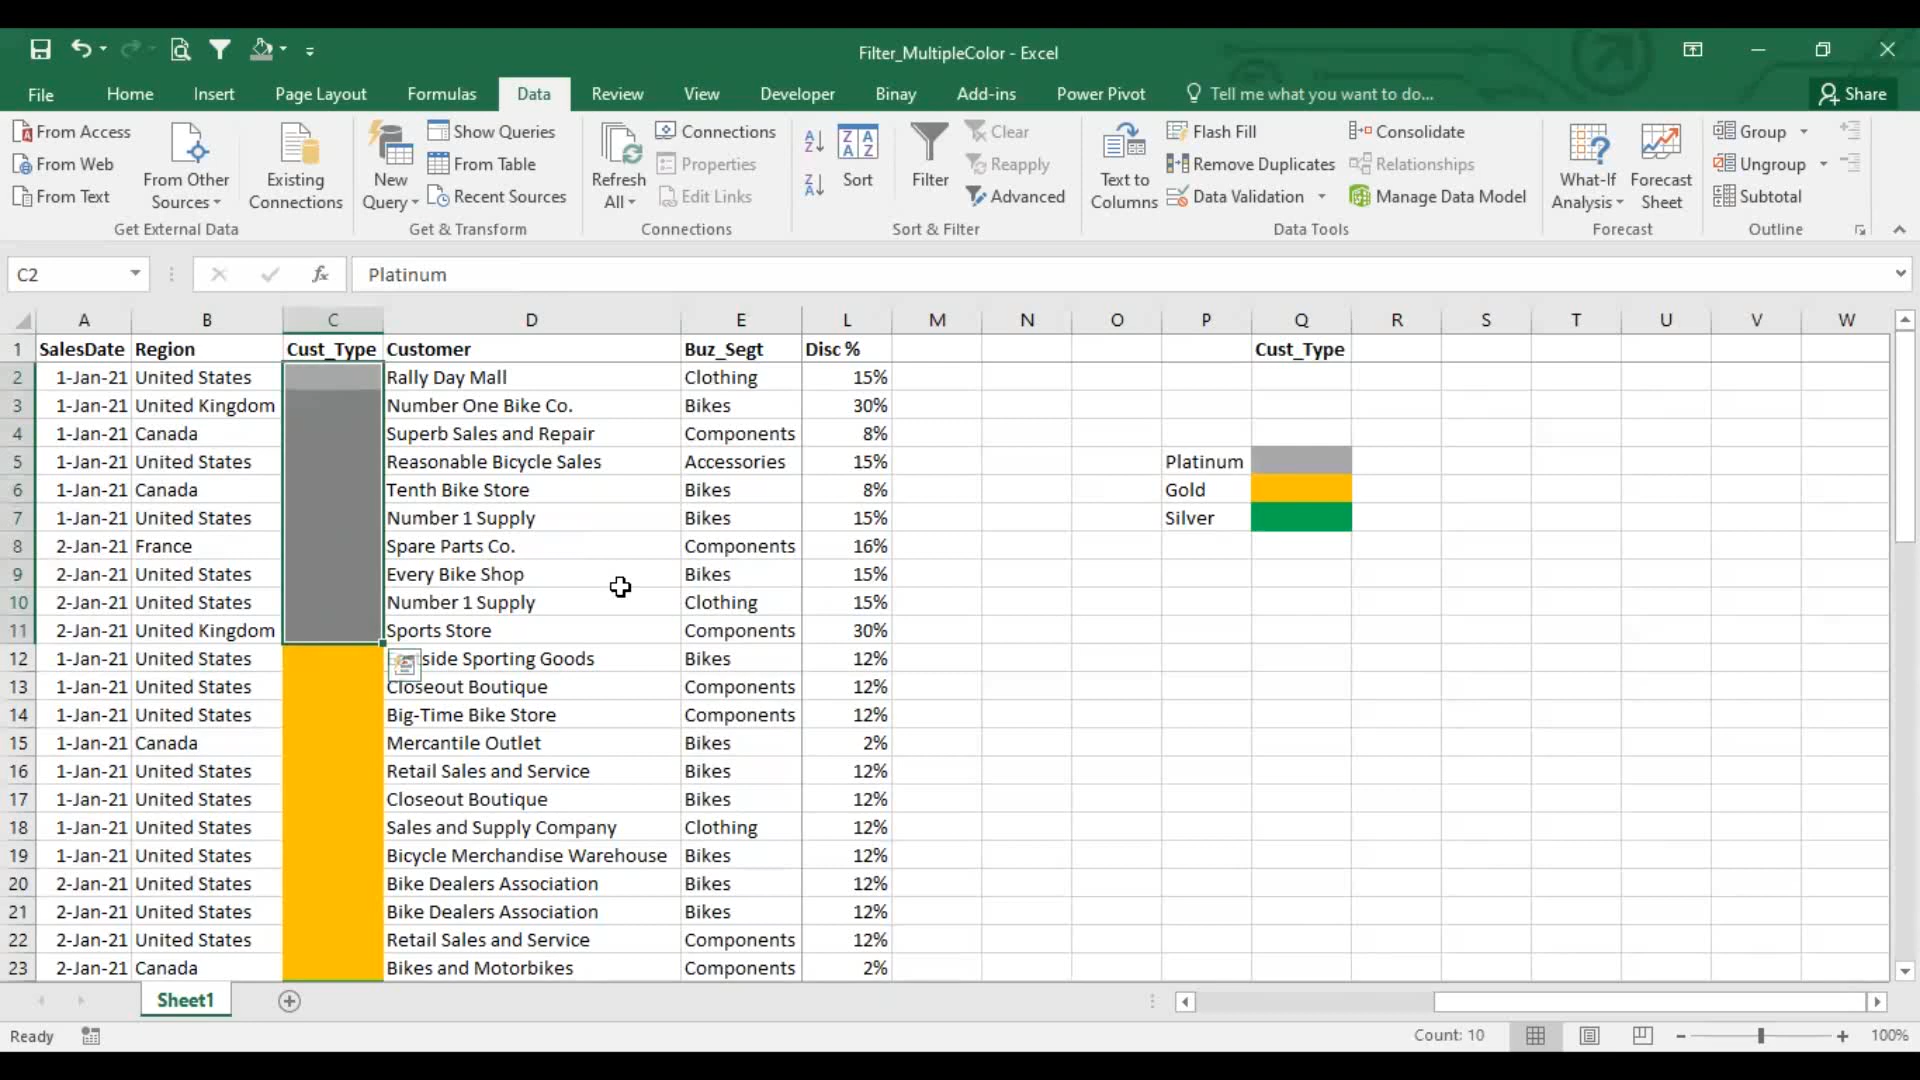 Filter_MultipleColor - Excel
File Home Insert Page Layout Formulas Data Review View Developer Binay Add-ins Power Pivot Tell me what you want to do... Share
From Access
From Web
From Text
From Other Sources
Existing Connections
Get External Data
New Query
Show Queries
From Table
Recent Sources
Get & Transform
Refresh All
Connections
Properties
Edit Links
Connections
Sort
Filter
Clear
Reapply
Advanced
Sort & Filter
Text to Columns
Flash Fill
Remove Duplicates
Data Validation
Consolidate
Relationships
Manage Data Model
Data Tools
What-If Analysis
Forecast Sheet
Forecast
Group
Ungroup
Subtotal
Outline
C2 fx Platinum
A B C D E L M N O P Q R S T U V W
1 SalesDate Region Cust_Type Customer Buz_Segt Disc % Cust_Type
2 1-Jan-21 United States Rally Day Mall Clothing 15%
3 1-Jan-21 United Kingdom Number One Bike Co. Bikes 30%
4 1-Jan-21 Canada Superb Sales and Repair Components 8%
5 1-Jan-21 United States Reasonable Bicycle Sales Accessories 15% Platinum
6 1-Jan-21 Canada Tenth Bike Store Bikes 8% Gold
7 1-Jan-21 United States Number 1 Supply Bikes 15% Silver
8 2-Jan-21 France Spare Parts Co. Components 16%
9 2-Jan-21 United States Every Bike Shop Bikes 15%
10 2-Jan-21 United States Number 1 Supply Clothing 15%
11 2-Jan-21 United Kingdom Sports Store Components 30%
12 1-Jan-21 United States side Sporting Goods Bikes 12%
13 1-Jan-21 United States Closeout Boutique Components 12%
14 1-Jan-21 United States Big-Time Bike Store Components 12%
15 1-Jan-21 Canada Mercantile Outlet Bikes 2%
16 1-Jan-21 United States Retail Sales and Service Bikes 12%
17 1-Jan-21 United States Closeout Boutique Bikes 12%
18 1-Jan-21 United States Sales and Supply Company Clothing 12%
19 1-Jan-21 United States Bicycle Merchandise Warehouse Bikes 12%
20 2-Jan-21 United States Bike Dealers Association Bikes 12%
21 2-Jan-21 United States Bike Dealers Association Bikes 12%
22 2-Jan-21 United States Retail Sales and Service Components 12%
23 2-Jan-21 Canada Bikes and Motorbikes Components 2%
Sheet1
Ready Count: 10 100%